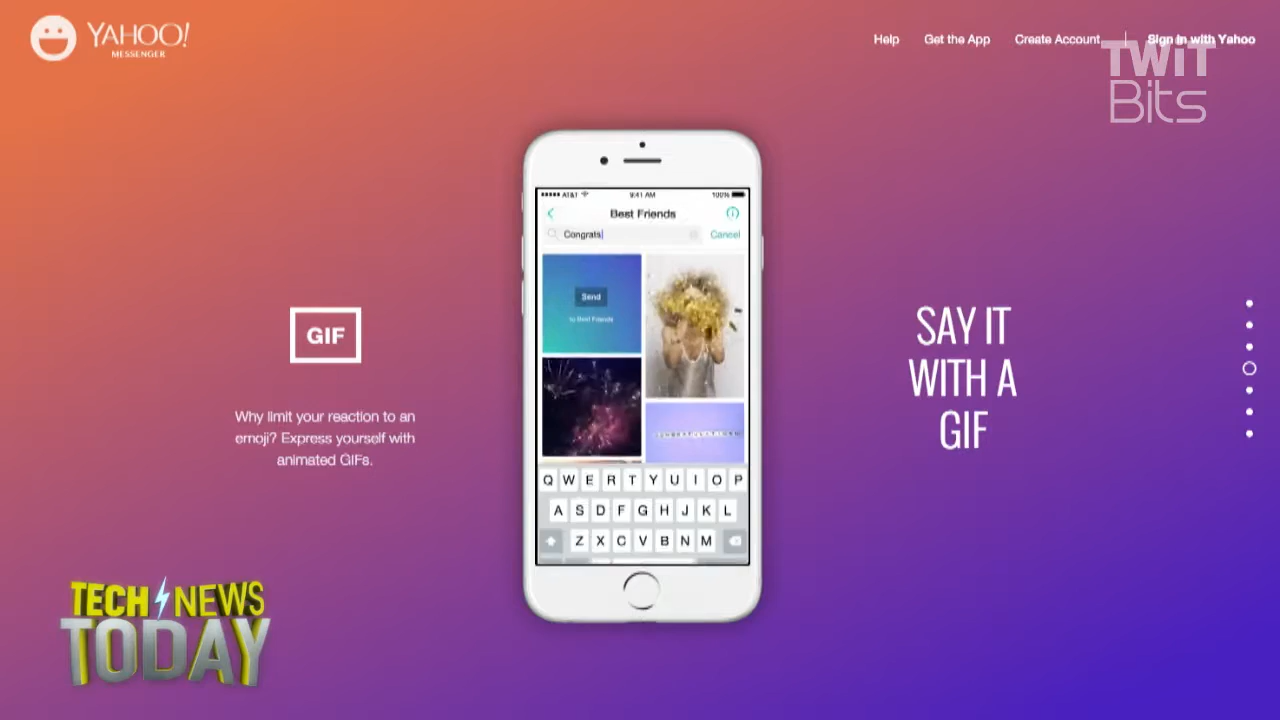 YAHOO!
MESSENGER
Help
Get the App
Create Account
Sign in with Yahoo
TWiT
Bits
AT&T
9:41 AM
100%
Best Friends
Congrats
Cancel
Send
to Best Friends
GIF
Why limit your reaction to an
emoji? Express yourself with
animated GIFs.
SAY IT
WITH A
GIF
Q W E R T Y U I O P
A S D F G H J K L
Z X C V B N M
TECH NEWS
TODAY